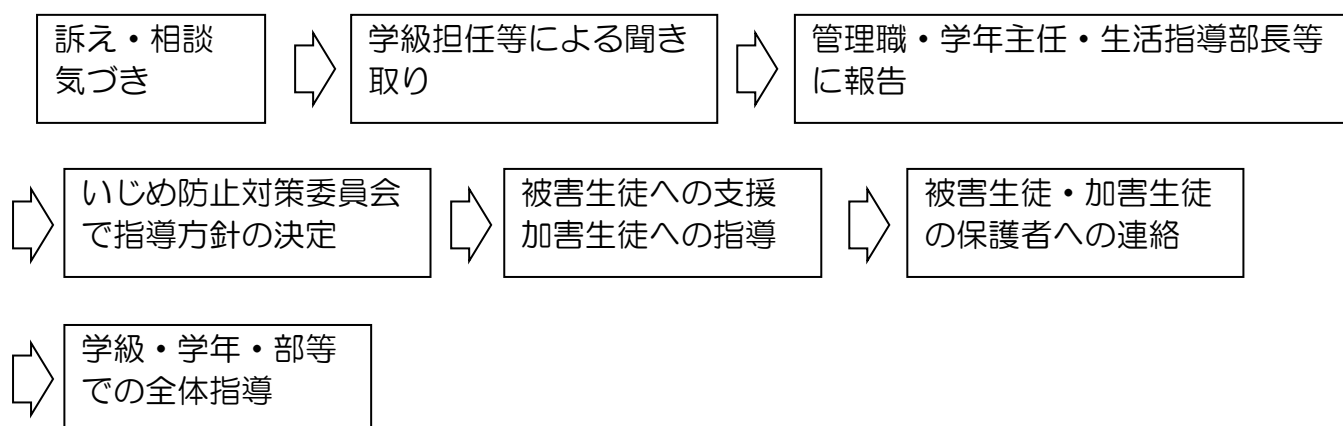 訴え・相談
気づき
学級担任等による聞き
取り
管理職・学年主任・生活指導部長等
に報告
いじめ防止対策委員会
で指導方針の決定
被害生徒への支援
加害生徒への指導
被害生徒・加害生徒
の保護者への連絡
学級・学年・部等
での全体指導